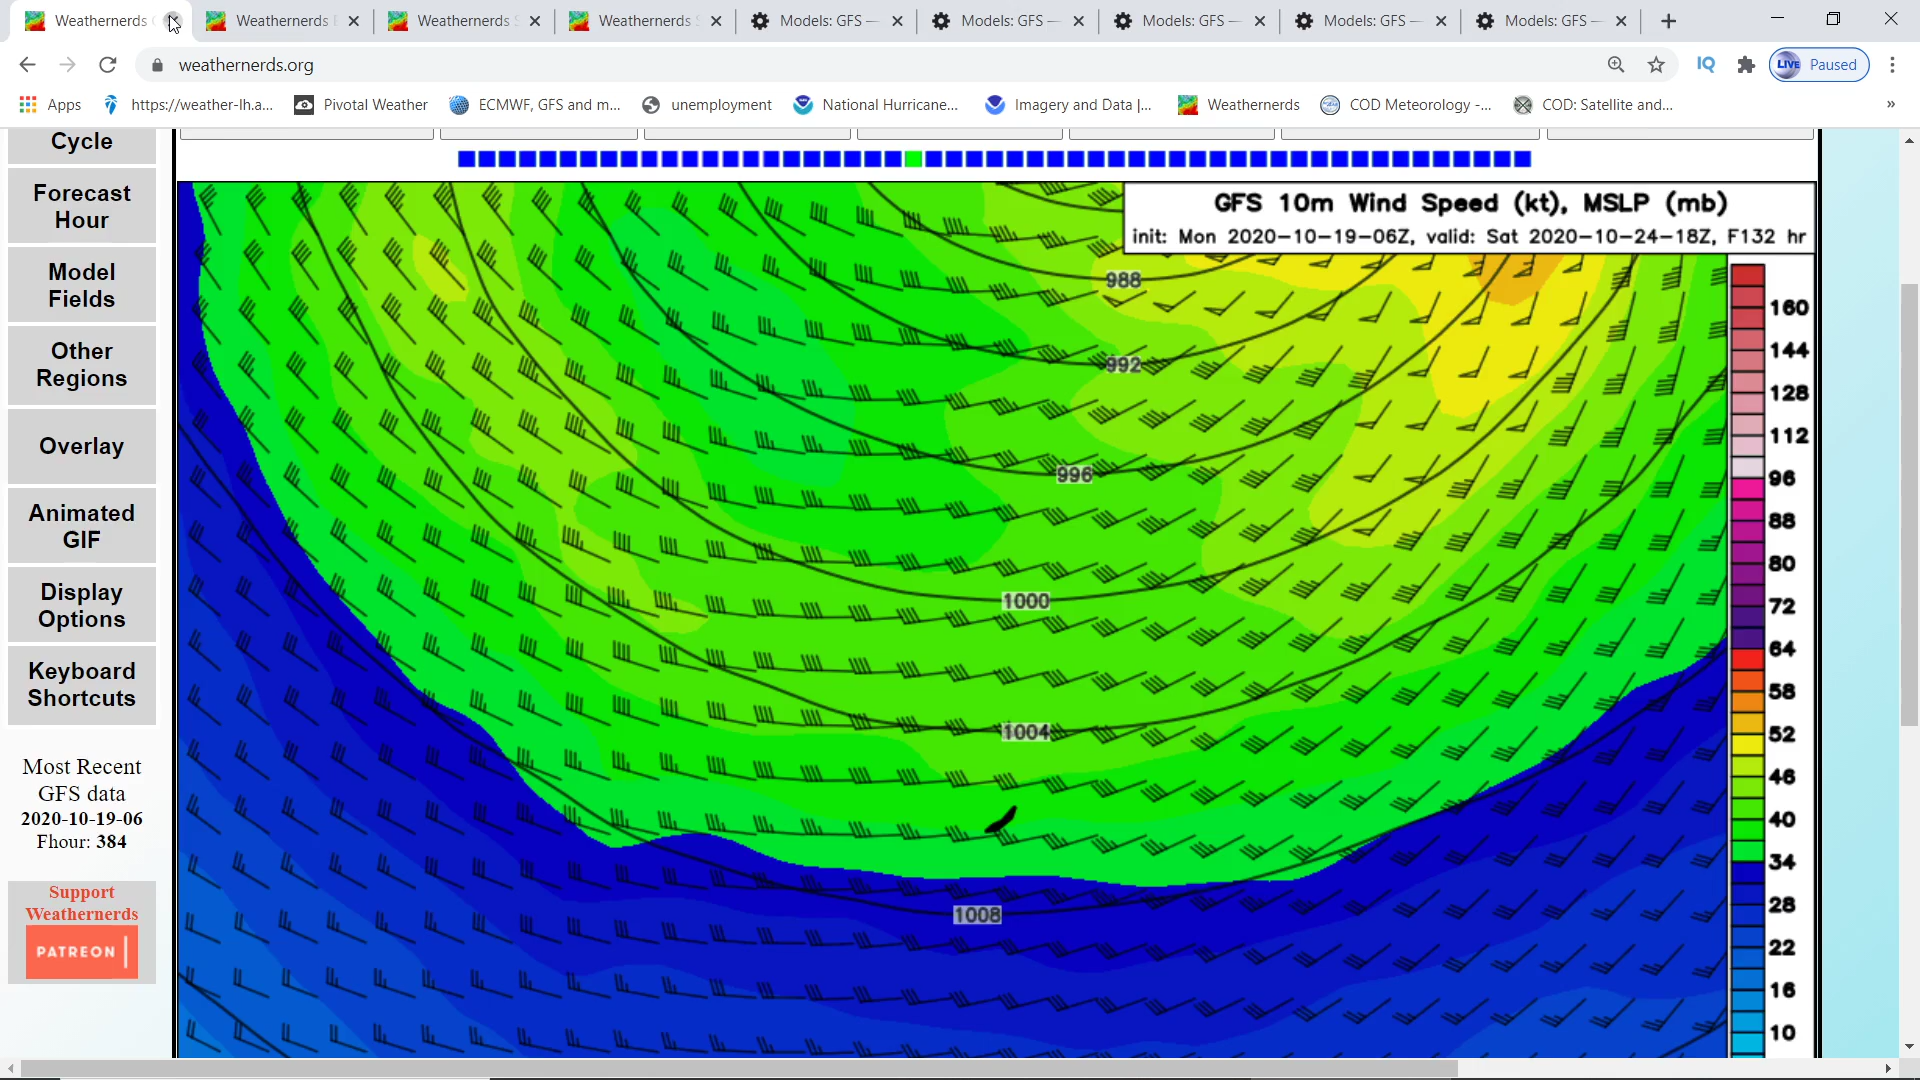 Weathernerds
Weathernerds
Weathernerds
Weathernerds
Models: GFS —
Models: GFS —
Models: GFS —
Models: GFS —
Models: GFS —
weathernerds.org
IQ
LIVE
Paused
Apps
https://weather-lh.a...
Pivotal Weather
ECMWF, GFS and m...
unemployment
National Hurricane...
Imagery and Data |...
Weathernerds
COD Meteorology -...
COD: Satellite and...
»
Cycle
Forecast
Hour
Model
Fields
Other
Regions
Overlay
Animated
GIF
Display
Options
Keyboard
Shortcuts
Most Recent
GFS data
2020-10-19-06
Fhour: 384
Support
Weathernerds
PATREON
GFS 10m Wind Speed (kt), MSLP (mb)
init: Mon 2020-10-19-06Z, valid: Sat 2020-10-24-18Z, F132 hr
988
992
996
1000
1004
1008
160
144
128
112
96
88
80
72
64
58
52
46
40
34
28
22
16
10